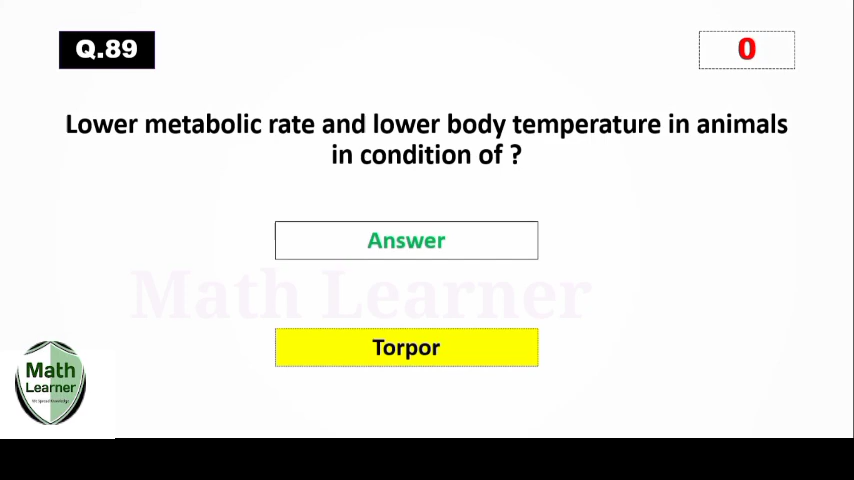 Q.89
0
Lower metabolic rate and lower body temperature in animals
in condition of ?
Answer
Math Learner
Torpor
Math
Learner